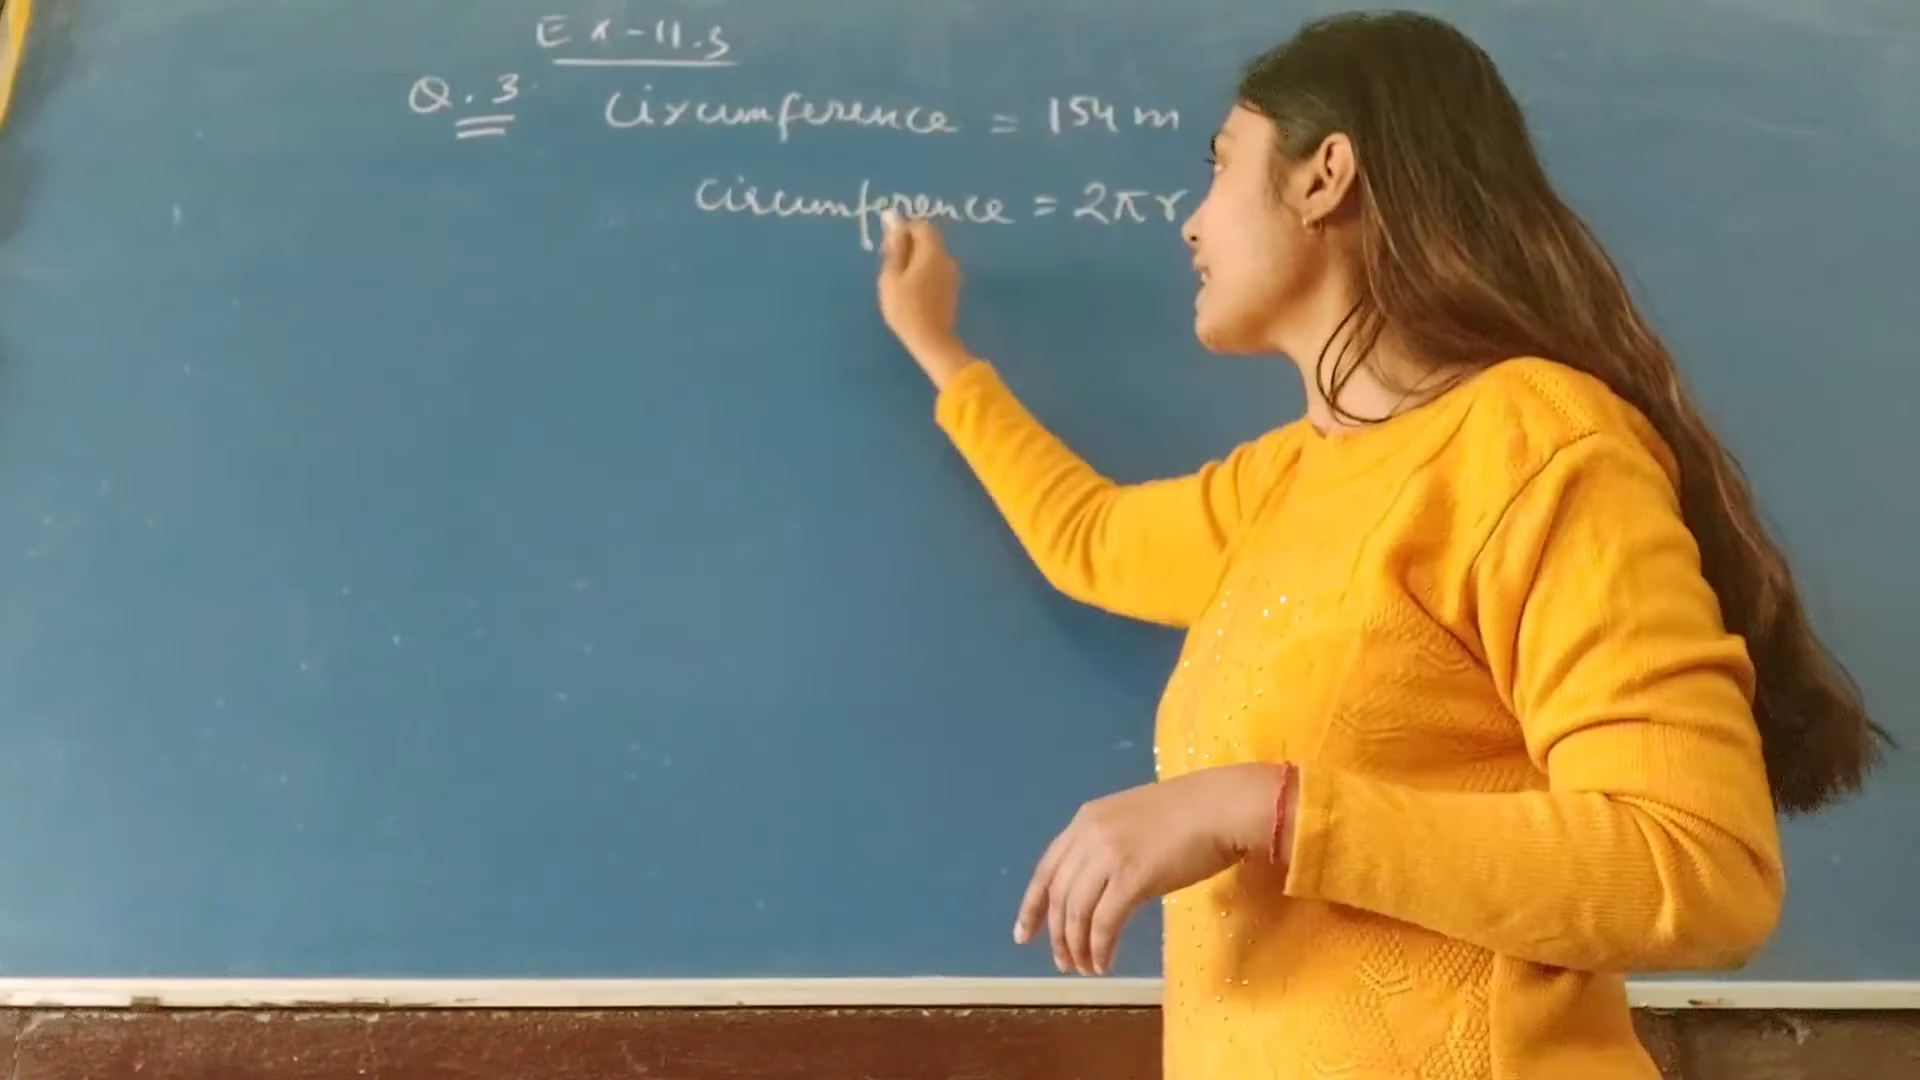 Ex-11.3
Q.3 Circumference = 154 m
Circumference = 2πr